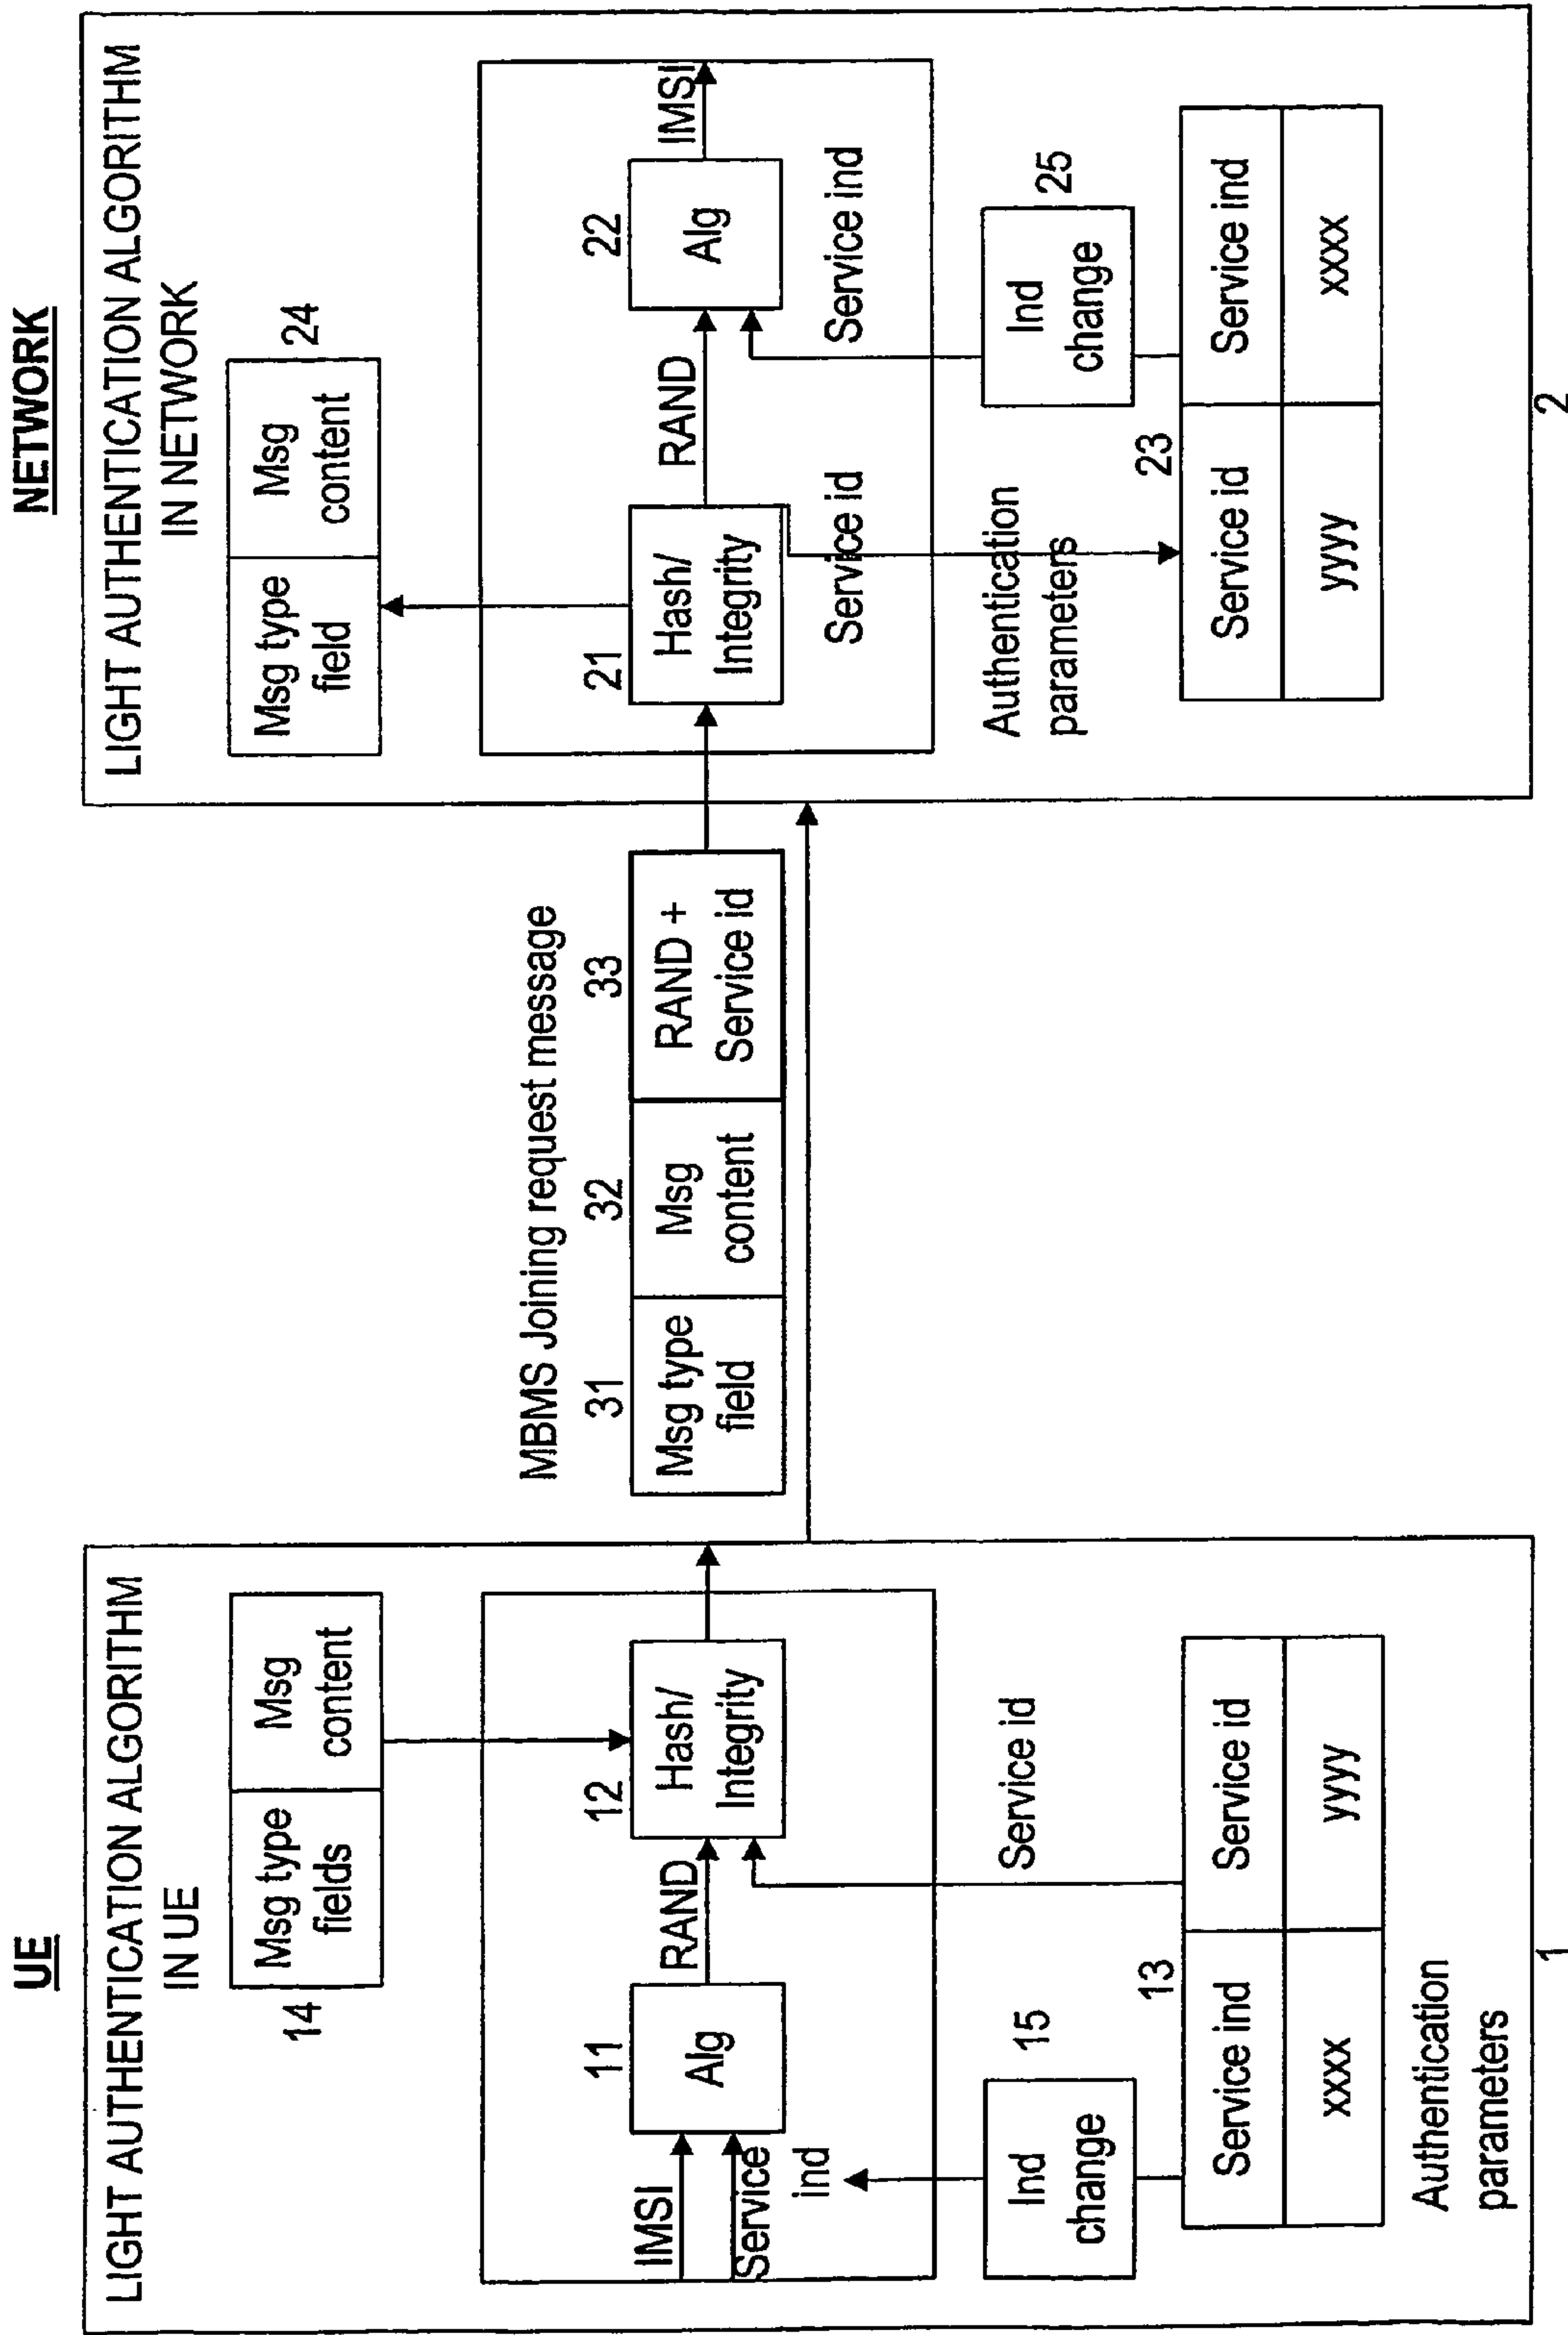 UE
LIGHT AUTHENTICATION ALGORITHM
IN UE
14
Msg type
fields
Msg
content
11
Alg
IMSI
Service
ind
RAND
12
Hash/
Integrity
15
Ind
change
Service id
13
Service ind
Service id
xxxx
yyyy
Authentication
parameters
1
MBMS Joining request message
31
32
33
Msg type
field
Msg
content
RAND +
Service id
NETWORK
LIGHT AUTHENTICATION ALGORITHM
IN NETWORK
Msg type
field
Msg
content
24
21
Hash/
Integrity
RAND
22
Alg
IMSI
Service id
Service ind
Authentication
parameters
Ind
change
25
23
Service id
Service ind
yyyy
xxxx
2